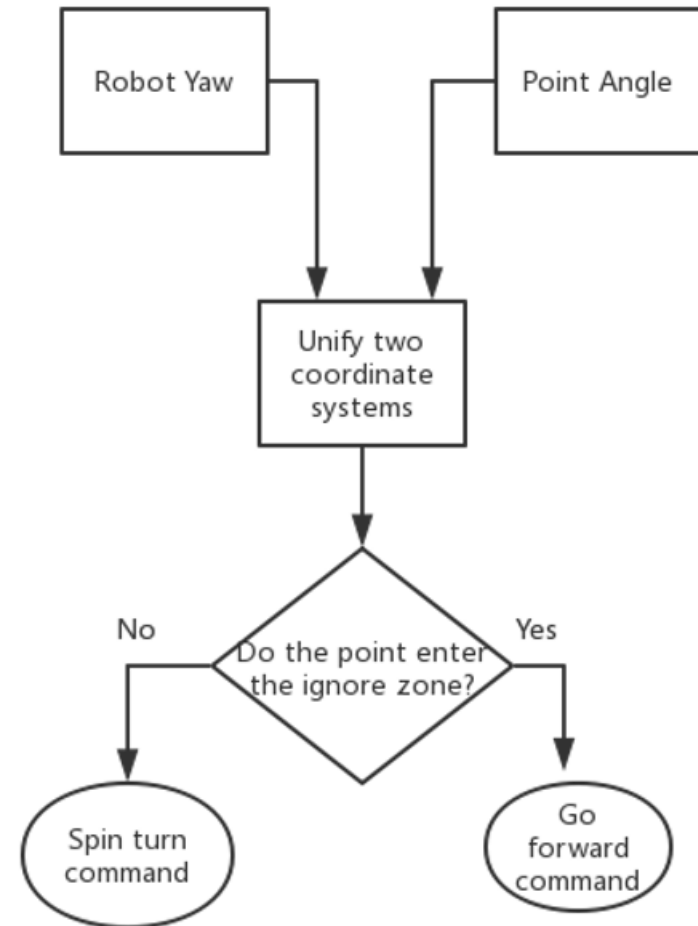 Robot Yaw
Point Angle
Unify two
coordinate
systems
No
Yes
Do the point enter
the ignore zone?
Spin turn
command
Go
forward
command